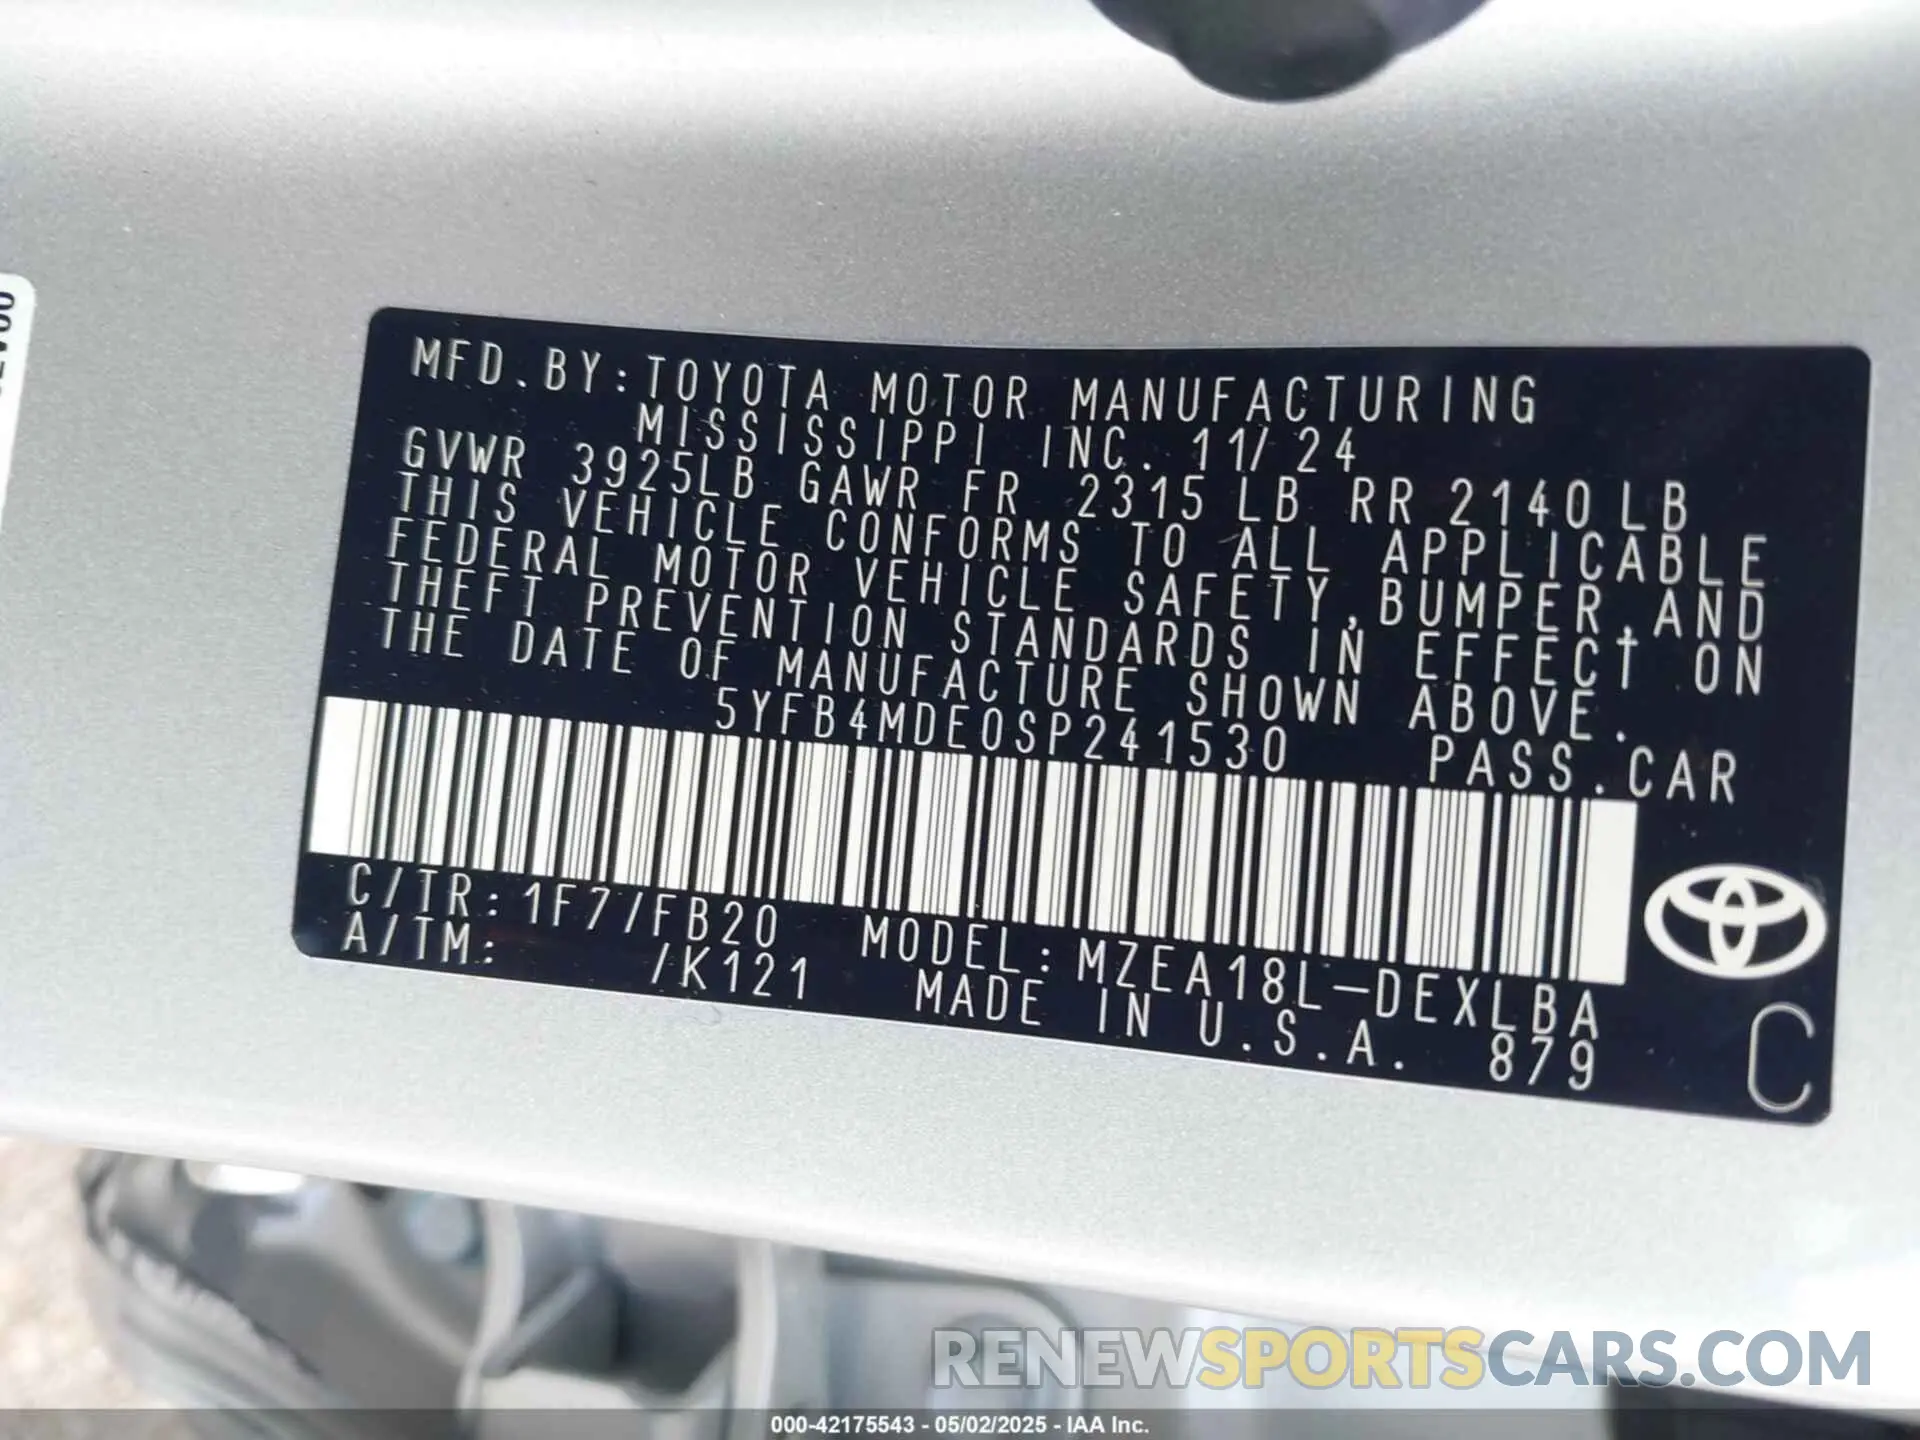 MFD.BY:TOYOTA MOTOR MANUFACTURING
MISSISSIPPI INC. 11/24
GVWR 3925LB GAWR FR 2315LB RR 2140LB
THIS VEHICLE CONFORMS TO ALL APPLICABLE
FEDERAL MOTOR VEHICLE SAFETY,BUMPER,AND
THEFT PREVENTION STANDARDS IN EFFECT ON
THE DATE OF MANUFACTURE SHOWN ABOVE.
5YFB4MDE0SP241530 PASS.CAR
C/TR:1F7/FB20 MODEL:MZEA18L-DEXLBA
A/TM: /K121 MADE IN U.S.A. 879
C
RENEWSPORTSCARS.COM
000-42175543 - 05/02/2025 - IAA Inc.